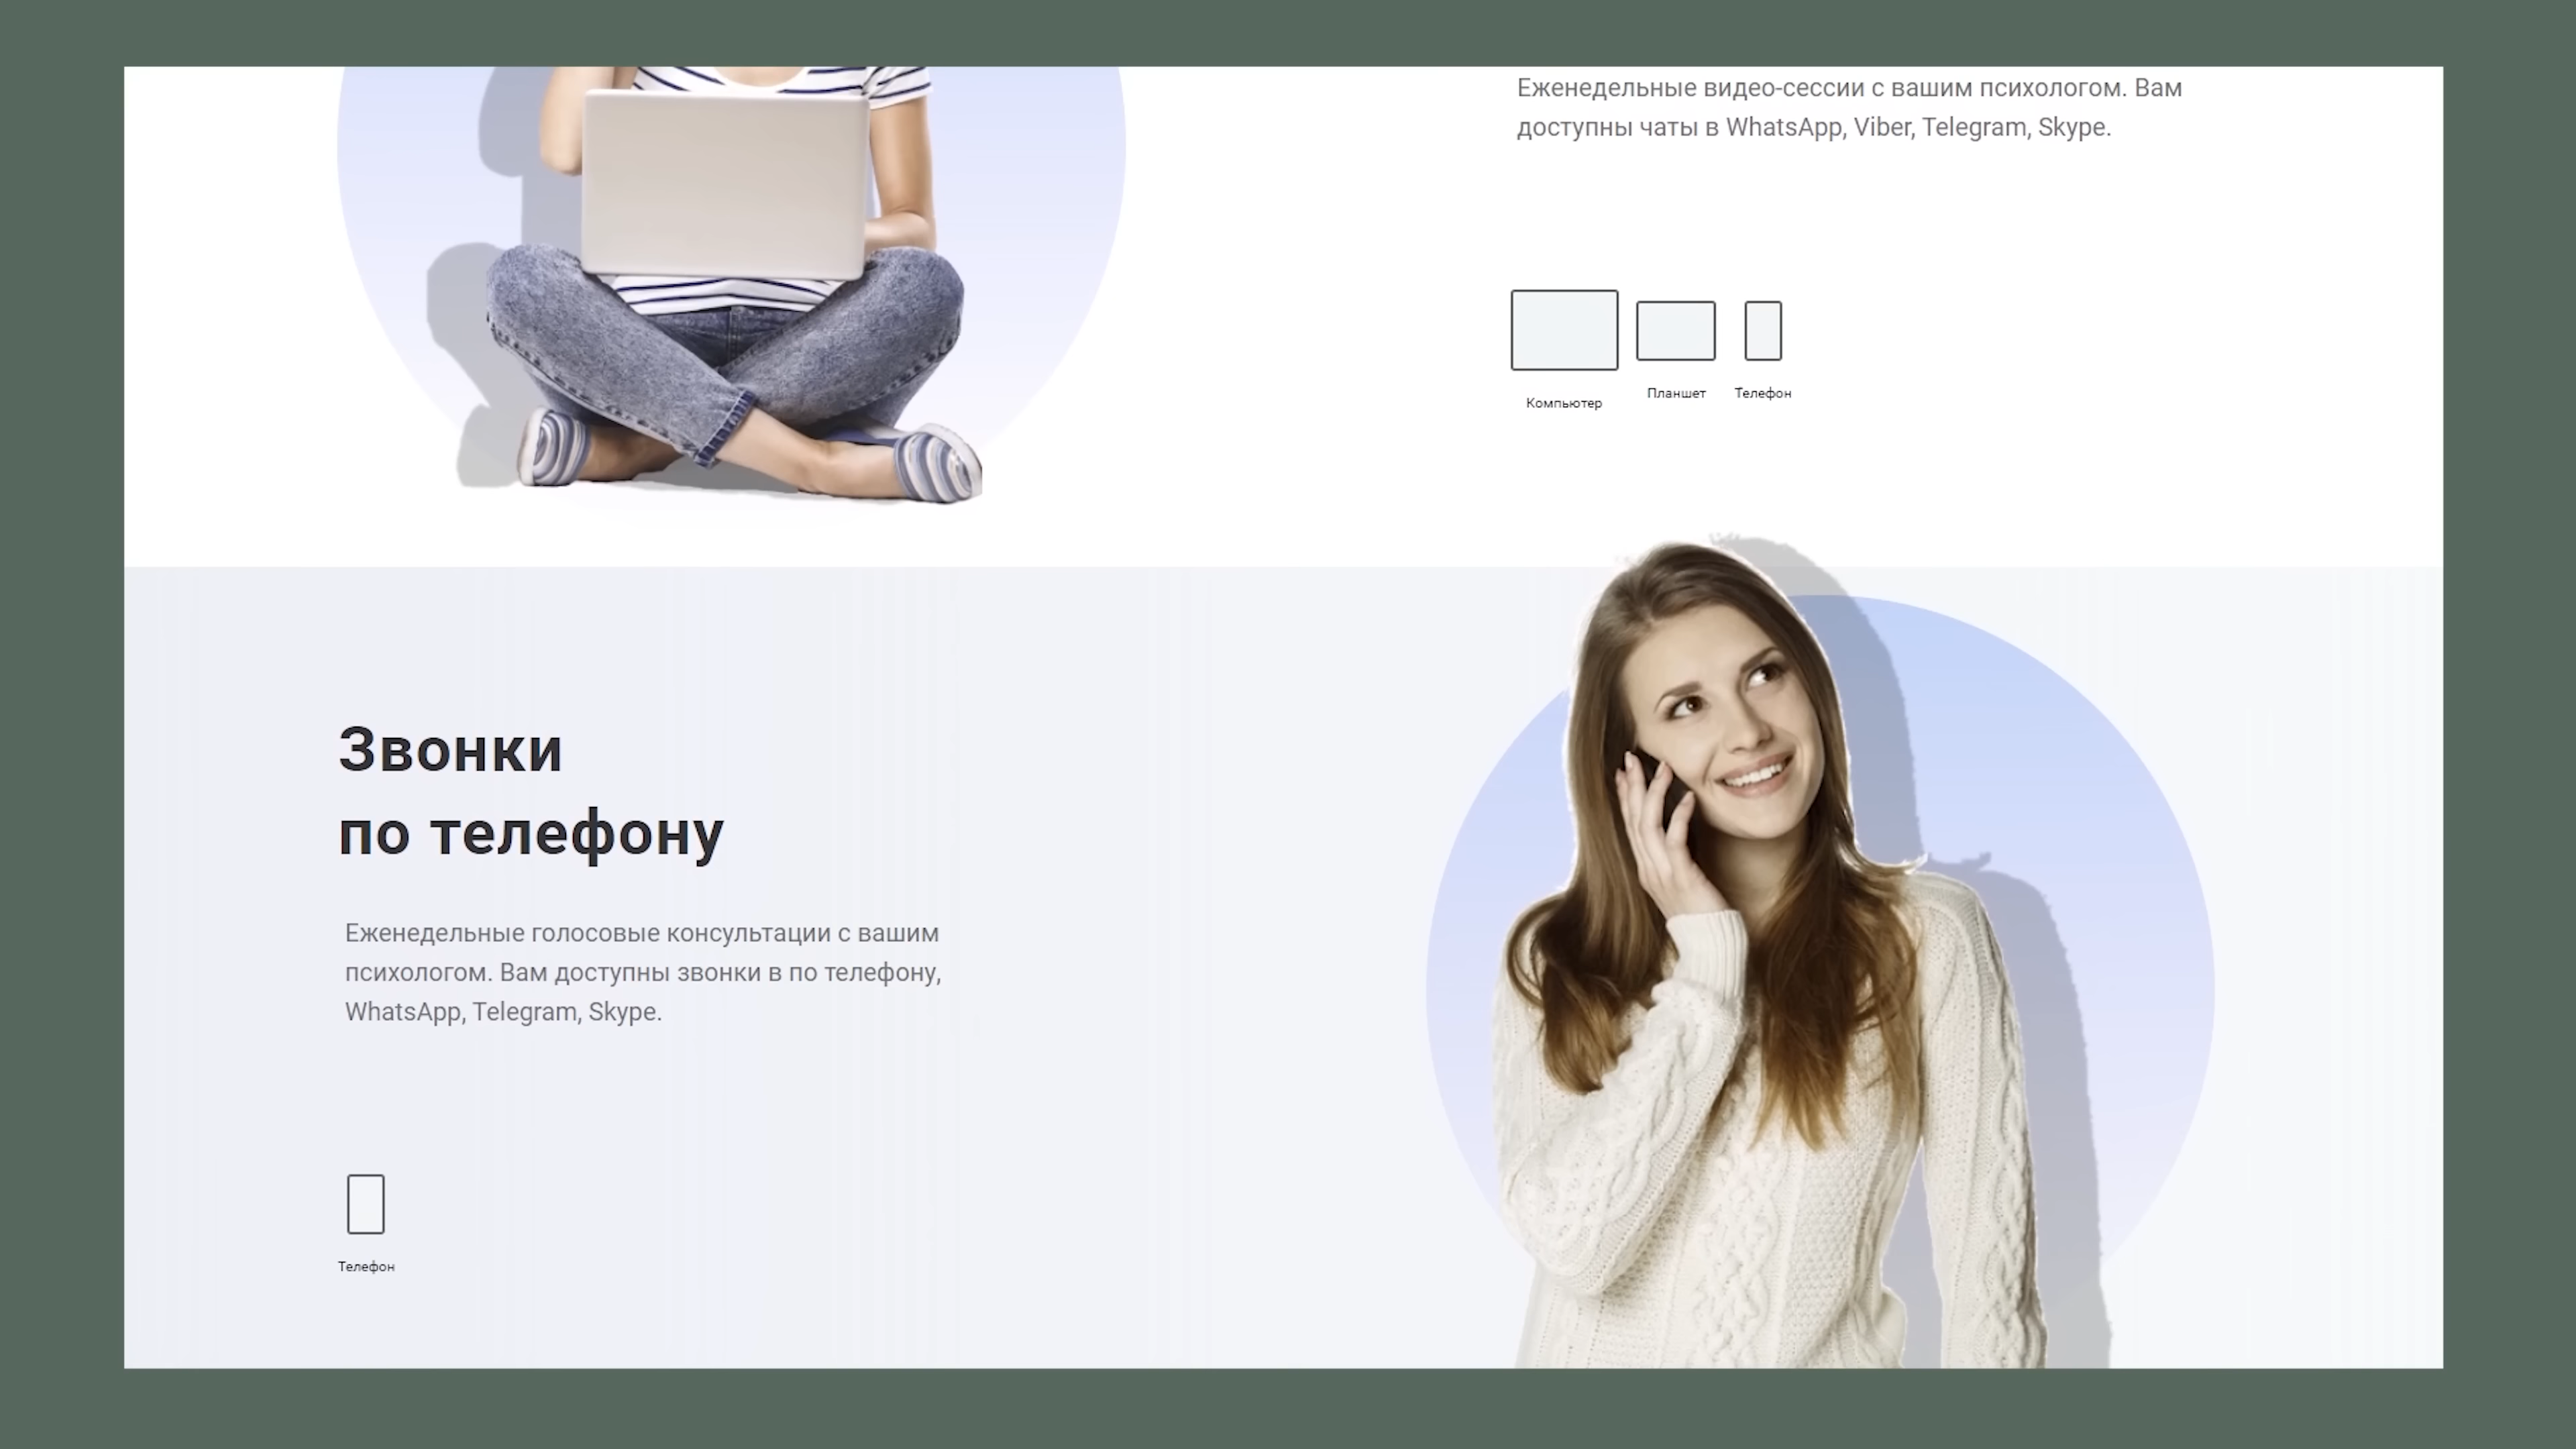 Еженедельные видео-сессии с вашим психологом. Вам
доступны чаты в WhatsApp, Viber, Telegram, Skype.
Компьютер
Планшет
Телефон
Звонки
по телефону
Еженедельные голосовые консультации с вашим
психологом. Вам доступны звонки в по телефону,
WhatsApp, Telegram, Skype.
Телефон